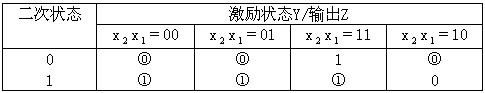 二次状态 激励状态Y/输出Z
x₂x₁=00 x₂x₁=01 x₂x₁=11 x₂x₁=10
0 ⓪ ⓪ 1 ⓪
1 ① ① ① 0